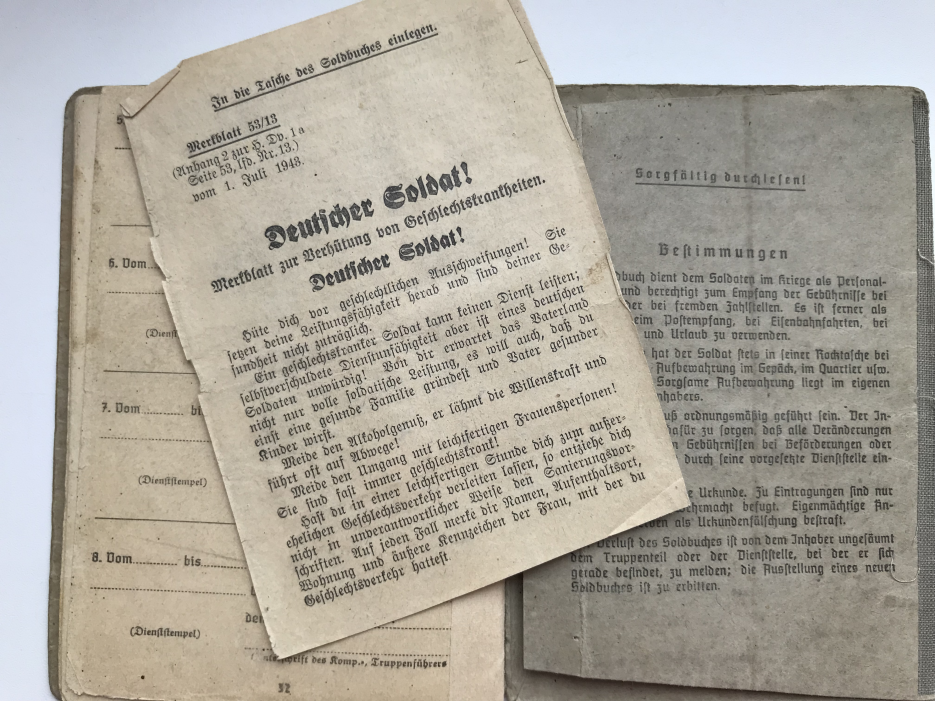 In die Tasche des Soldbuches einlegen.
Merkblatt 53/13
(Anhang 2 zur H. Dv. 1a
Seite 53, lfd. Nr. 13.)
vom 1. Juli 1943.
Deutscher Soldat!
Merkblatt zur Verhütung von Geschlechtskrankheiten.
Deutscher Soldat!
Hüte dich vor geschlechtlichen Ausschweifungen! Sie
setzen deine Leistungsfähigkeit herab und sind deiner Ge-
sundheit nicht zuträglich.
Ein geschlechtskranker Soldat kann keinen Dienst leisten;
selbstverschuldete Dienstunfähigkeit aber ist eines deutschen
Soldaten unwürdig! Von dir erwartet das Vaterland
nicht nur volle soldatische Leistung, es will auch, daß du
einst eine gesunde Familie gründest und Vater gesunder
Kinder wirst.
Meide den Alkoholgenuß, er lähmt die Willenskraft und
führt oft auf Abwege!
Meide den Umgang mit leichtfertigen Frauenspersonen!
Sie sind fast immer geschlechtskrank!
Hast du in einer leichtfertigen Stunde dich zum außer-
ehelichen Geschlechtsverkehr verleiten lassen, so entziehe dich
nicht in unverantwortlicher Weise den Sanierungsvor-
schriften. Auf jeden Fall merke dir Namen, Aufenthaltsort,
Wohnung und äußere Kennzeichen der Frau, mit der du
Geschlechtsverkehr hattest
6. Vom
(Dienst
7. Vom bi
(Dienststempel)
8. Vom bis
(Dienststempel)
des Komp., Truppenführers
32
Sorgfältig durchlesen!
Bestimmungen
dbuch dient dem Soldaten im Kriege als Personal-
und berechtigt zum Empfang der Gebührnisse bei
her bei fremden Zahlstellen. Es ist ferner als
eim Postempfang, bei Eisenbahnfahrten, bei
und Urlaub zu verwenden.
hat der Soldat stets in seiner Rocktasche bei
Aufbewahrung im Gepäck, im Quartier usw.
Sorgsame Aufbewahrung liegt im eigenen
nhabers.
uß ordnungsmäßig geführt sein. Der In-
dafür zu sorgen, daß alle Veränderungen
Gebührnissen bei Beförderungen oder
durch seine vorgesetzte Dienststelle ein-
e Urkunde. Zu Eintragungen sind nur
ehrmacht befugt. Eigenmächtige Än-
den als Urkundenfälschung bestraft.
Verlust des Soldbuches ist von dem Inhaber ungesäumt
dem Truppenteil oder der Dienststelle, bei der er sich
gerade befindet, zu melden; die Ausstellung eines neuen
Soldbuches ist zu erbitten.